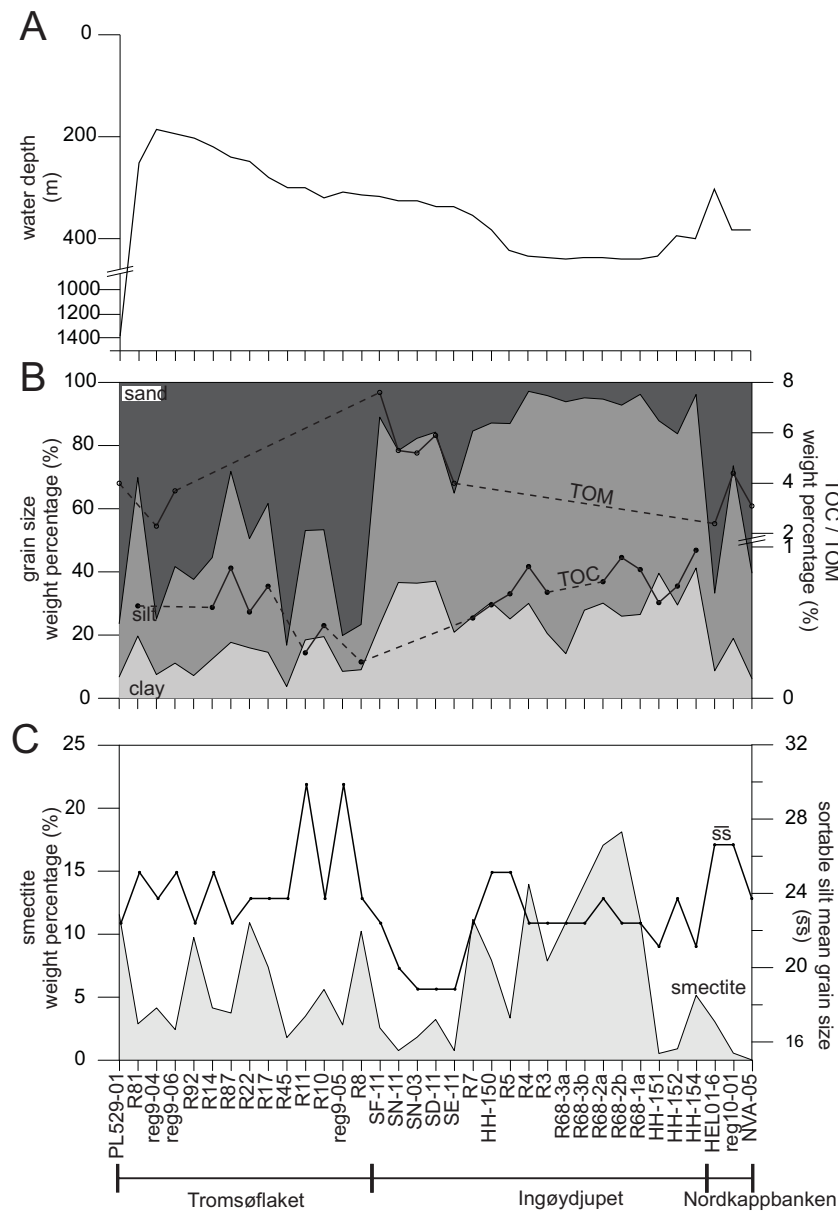 A
0
200
400
1000
1200
1400
water depth
(m)
B
100
80
60
40
20
0
grain size
weight percentage (%)
sand
silt
clay
TOM
TOC
8
6
4
2
1
0
TOC / TOM
weight percentage (%)
C
25
20
15
10
5
0
smectite
weight percentage (%)
ss
smectite
32
28
24
20
16
sortable silt mean grain size
(ss)
PL529-01
R81
reg9-04
reg9-06
R92
R14
R87
R22
R17
R45
R11
R10
reg9-05
R8
SF-11
SN-11
SN-03
SD-11
SE-11
R7
HH-150
R5
R4
R3
R68-3a
R68-3b
R68-2a
R68-2b
R68-1a
HH-151
HH-152
HH-154
HEL01-6
reg10-01
NVA-05
Tromsøflaket
Ingøydjupet
Nordkappbanken